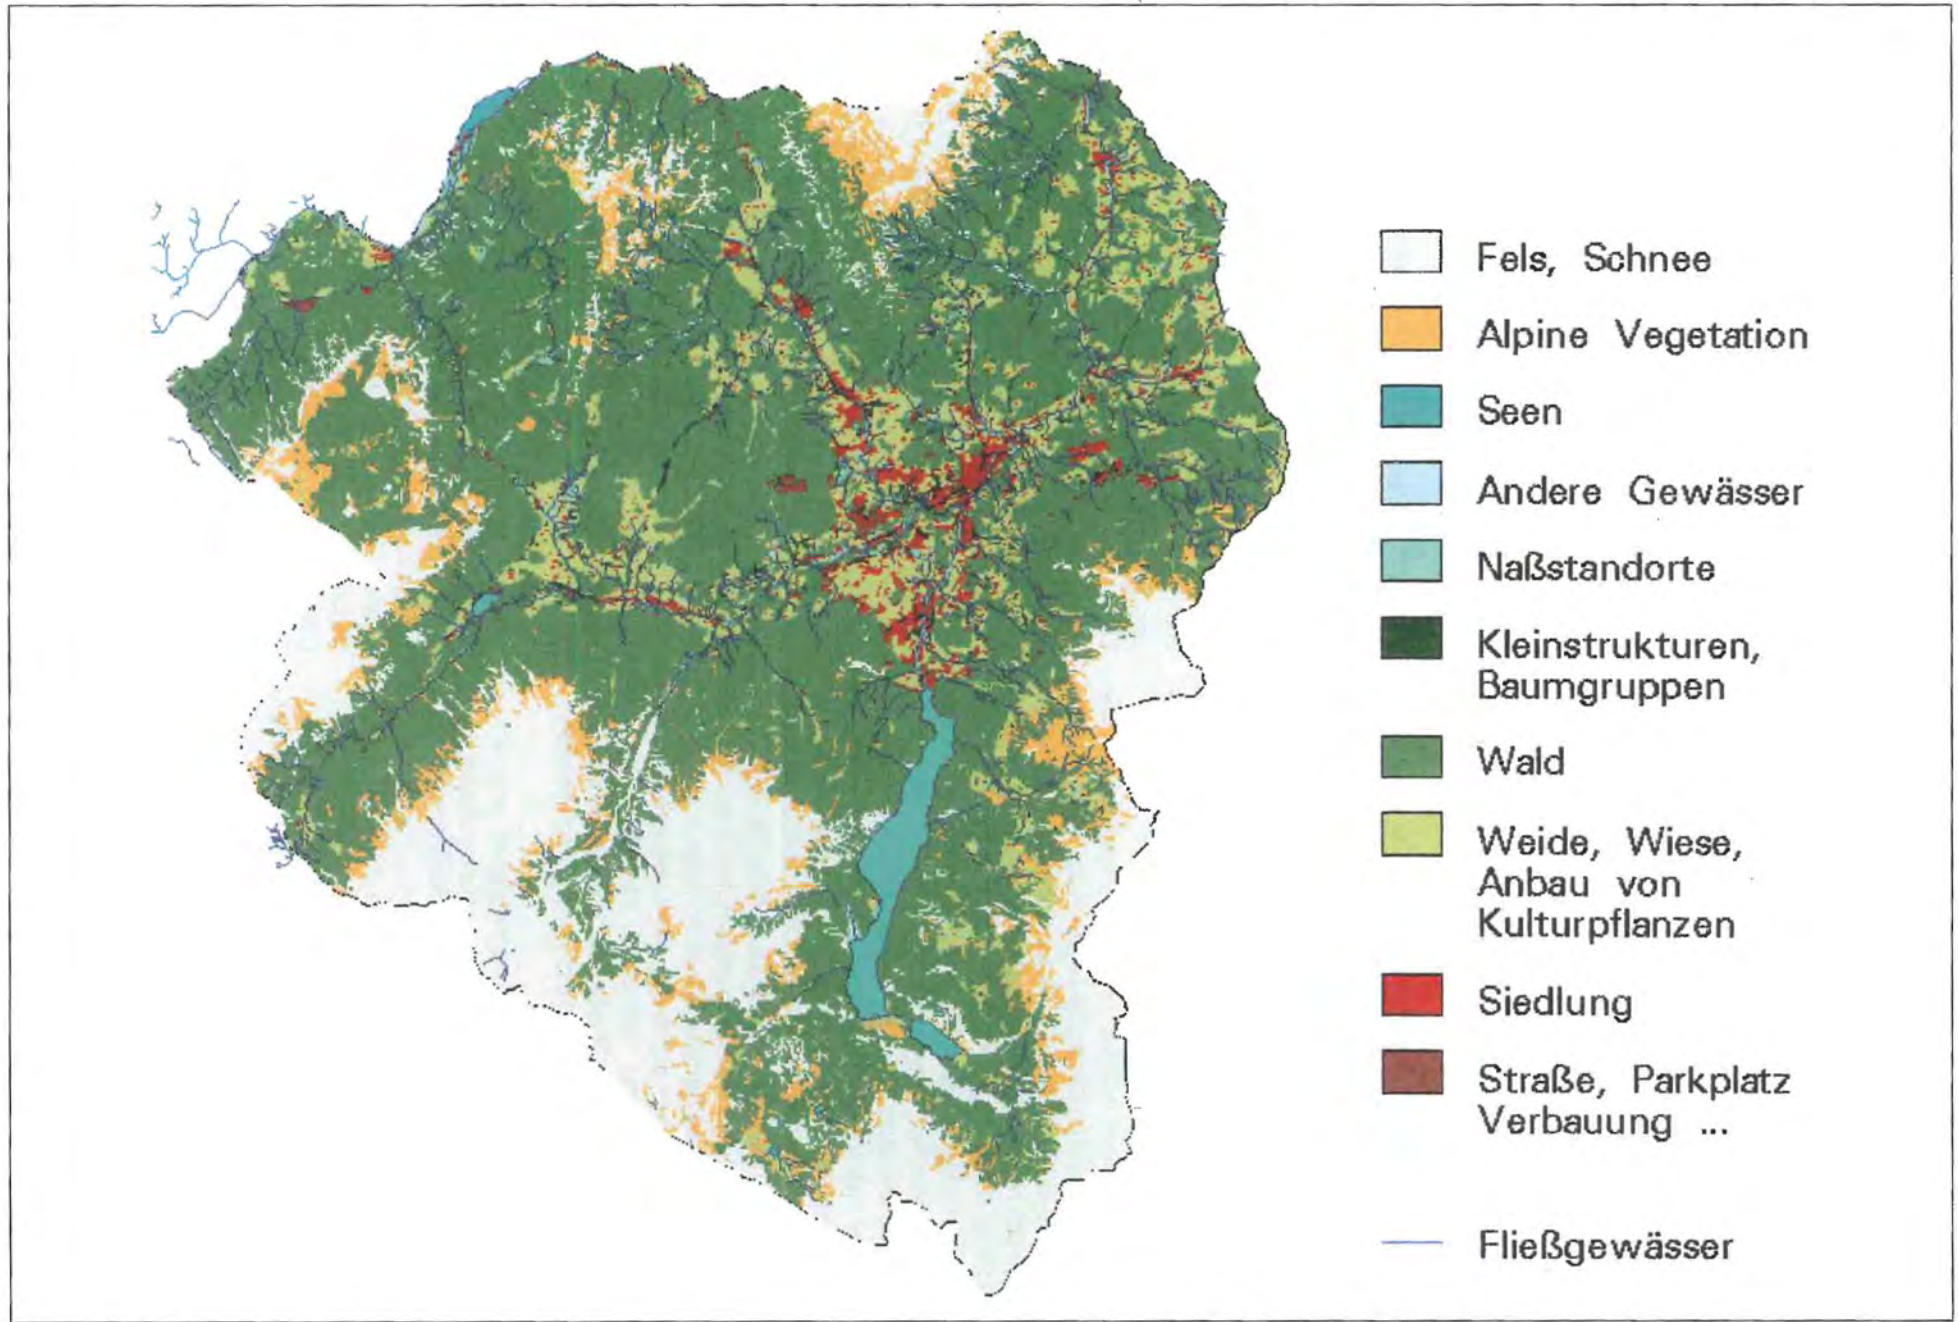 Fels, Schnee
Alpine Vegetation
Seen
Andere Gewässer
Naßstandorte
Kleinstrukturen,
Baumgruppen
Wald
Weide, Wiese,
Anbau von
Kulturpflanzen
Siedlung
Straße, Parkplatz
Verbauung ...
Fließgewässer